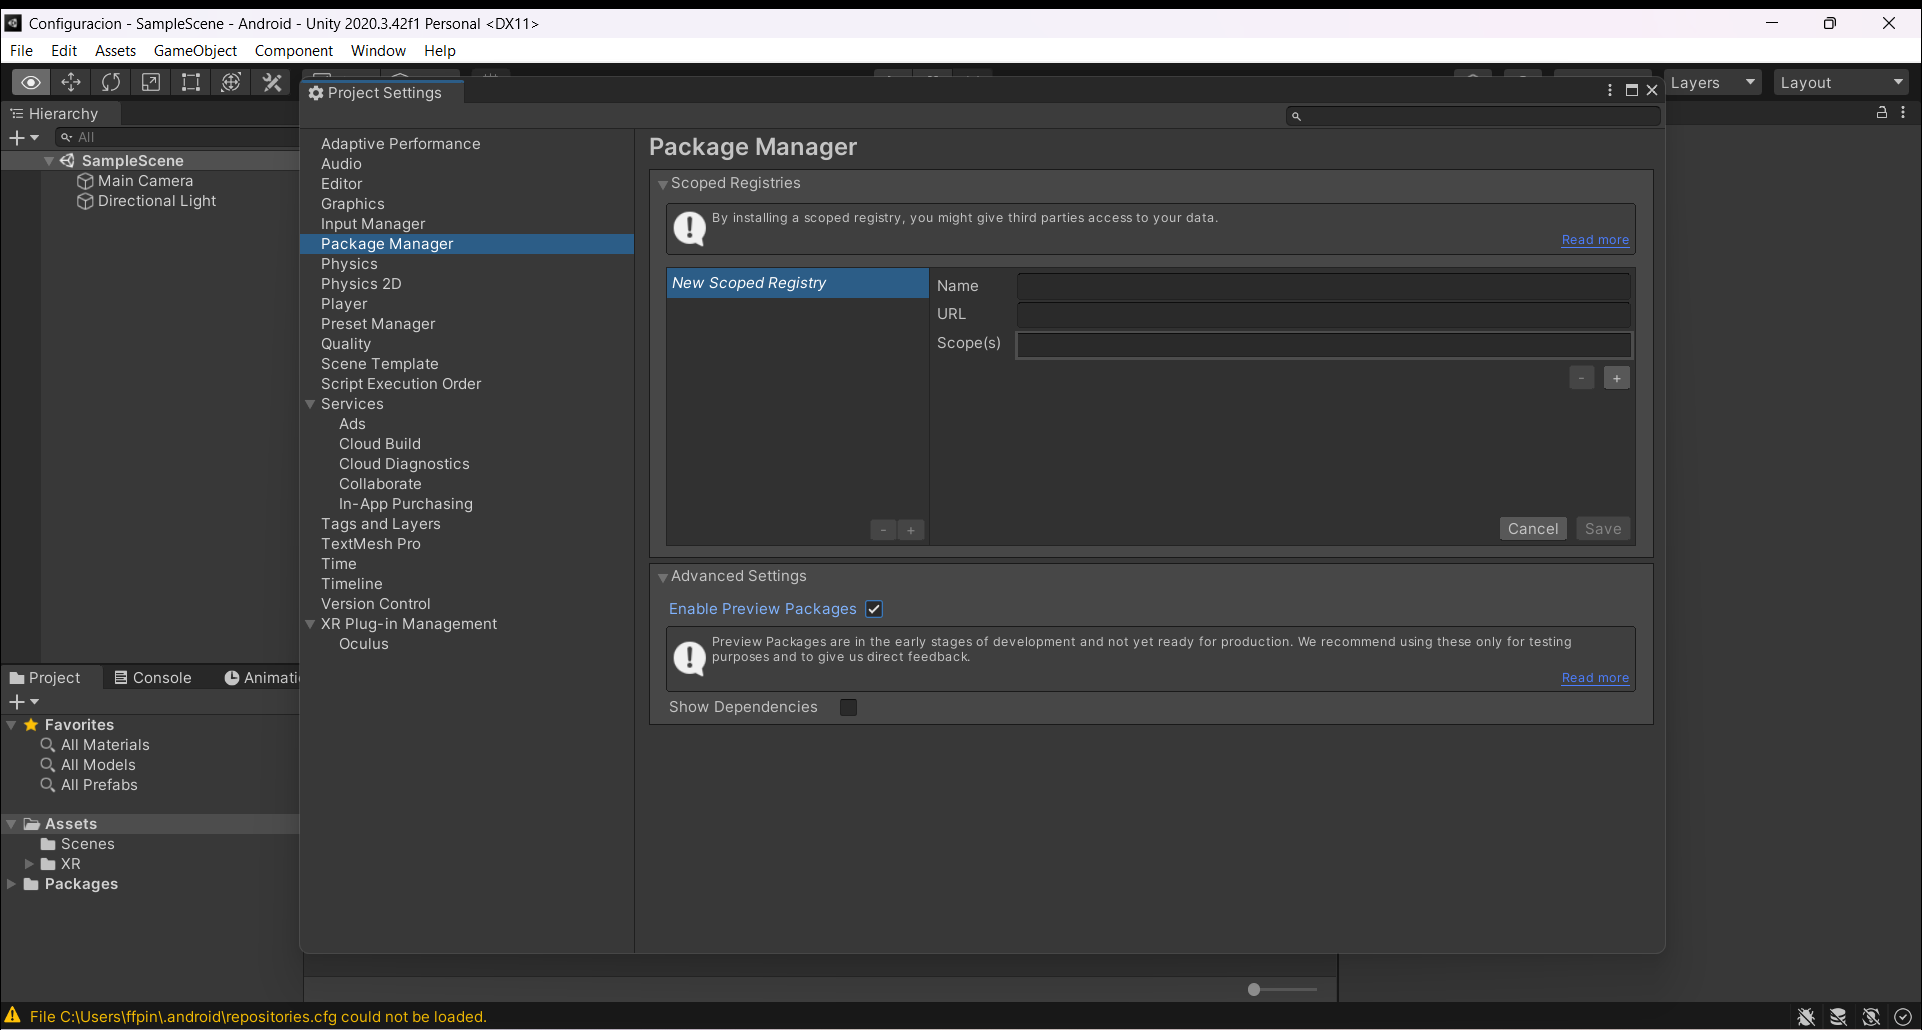 Configuracion - SampleScene - Android - Unity 2020.3.42f1 Personal <DX11>
File Edit Assets GameObject Component Window Help
Layers
Layout
Hierarchy
All
SampleScene
Main Camera
Directional Light
Project Settings
Adaptive Performance
Audio
Editor
Graphics
Input Manager
Package Manager
Physics
Physics 2D
Player
Preset Manager
Quality
Scene Template
Script Execution Order
Services
Ads
Cloud Build
Cloud Diagnostics
Collaborate
In-App Purchasing
Tags and Layers
TextMesh Pro
Time
Timeline
Version Control
XR Plug-in Management
Oculus
Package Manager
Scoped Registries
By installing a scoped registry, you might give third parties access to your data.
Read more
New Scoped Registry
Name
URL
Scope(s)
- +
- +
Cancel Save
Advanced Settings
Enable Preview Packages
Preview Packages are in the early stages of development and not yet ready for production. We recommend using these only for testing
purposes and to give us direct feedback.
Read more
Show Dependencies
Project Console Animati
Favorites
All Materials
All Models
All Prefabs
Assets
Scenes
XR
Packages
File C:\Users\ffpin\.android\repositories.cfg could not be loaded.